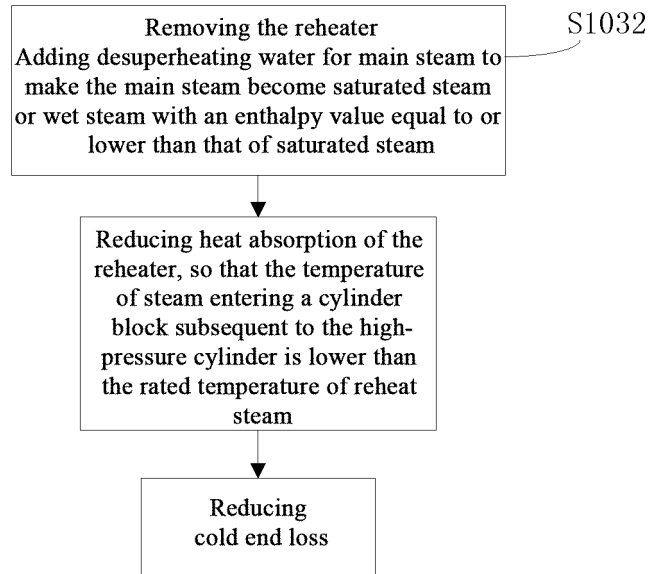 Removing the reheater
Adding desuperheating water for main steam to
make the main steam become saturated steam
or wet steam with an enthalpy value equal to or
lower than that of saturated steam
S1032
Reducing heat absorption of the
reheater, so that the temperature
of steam entering a cylinder
block subsequent to the high-
pressure cylinder is lower than
the rated temperature of reheat
steam
Reducing
cold end loss